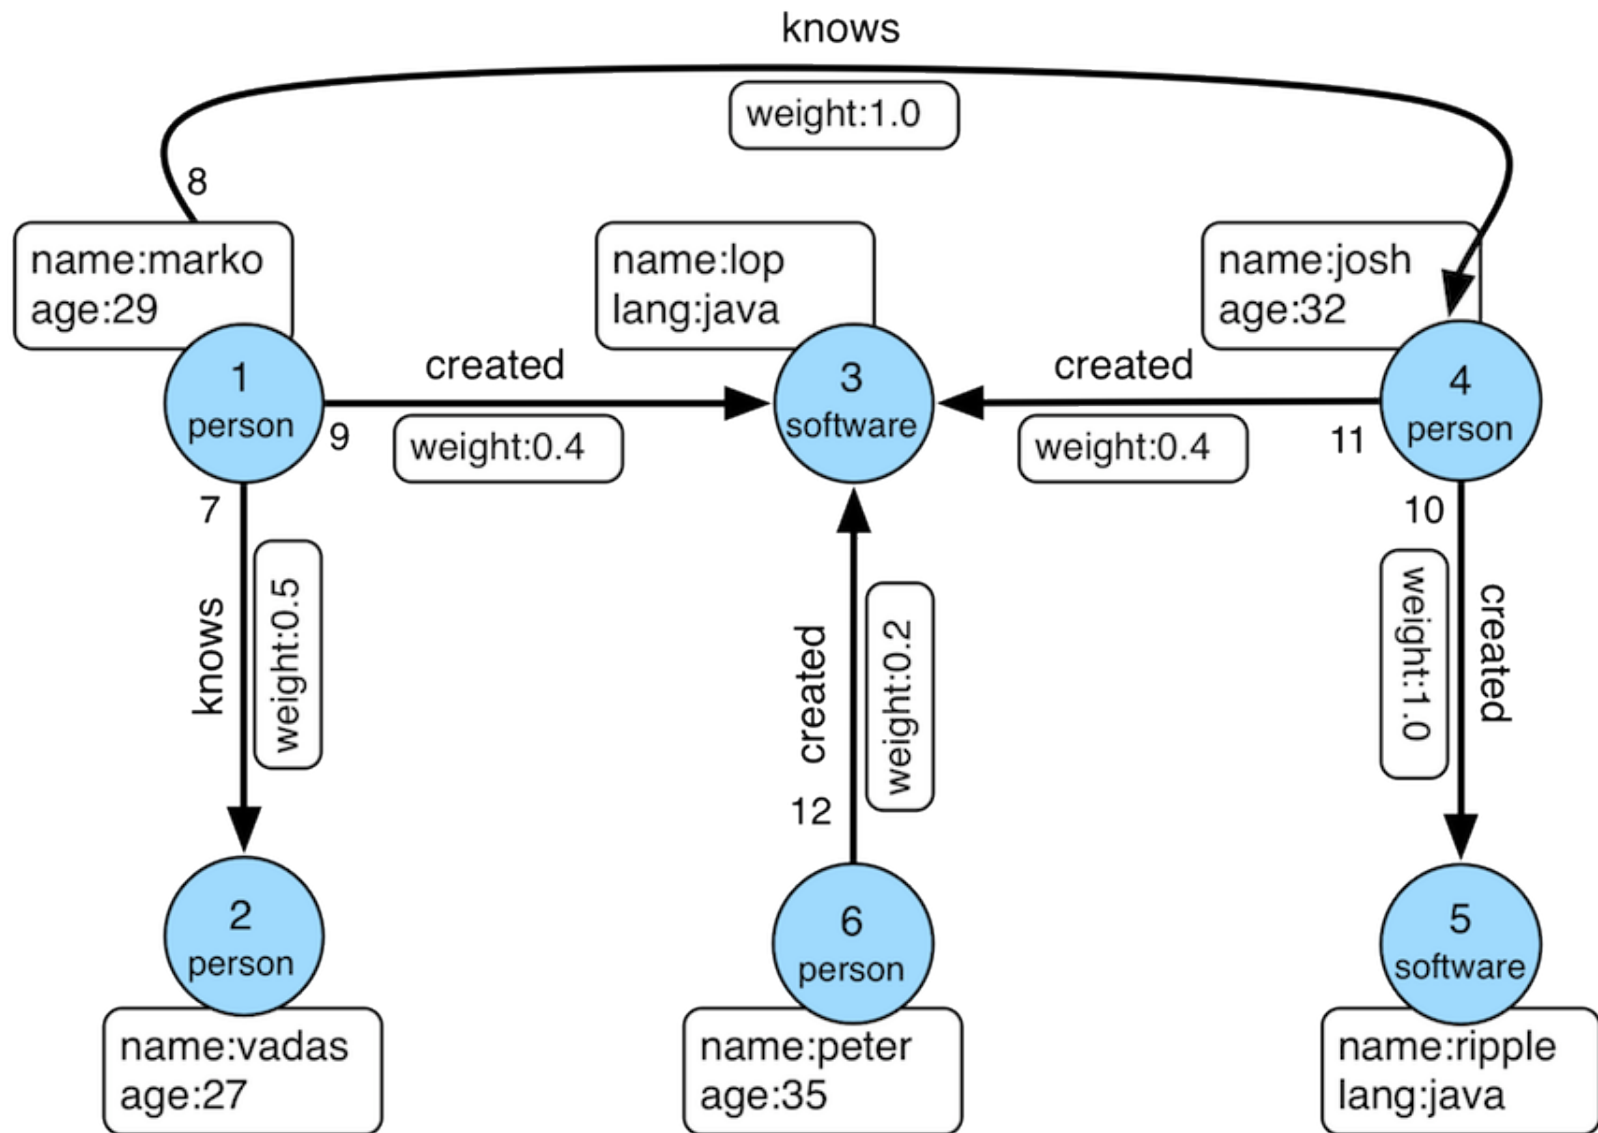 knows
weight:1.0
8
name:marko
age:29
name:lop
lang:java
name:josh
age:32
1
person
created
9
weight:0.4
3
software
created
weight:0.4
11
4
person
7
knows
weight:0.5
created
weight:0.2
12
10
weight:1.0
created
2
person
name:vadas
age:27
6
person
name:peter
age:35
5
software
name:ripple
lang:java